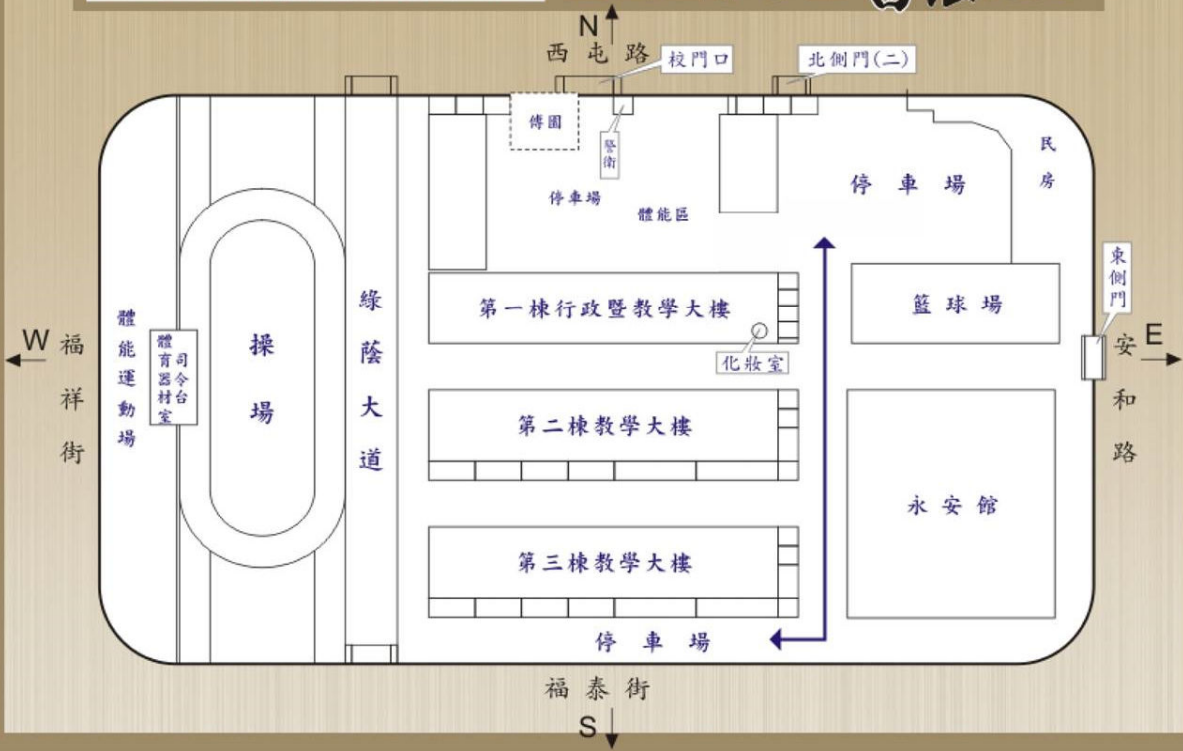 N
西屯路
校門口
北側門(二)
傅園
警衛
民房
停車場
停車場
體能區
東側門
第一棟行政暨教學大樓
籃球場
化妝室
W
福祥街
體能運動場
體育器材室
司令台
操場
綠蔭大道
E
安和路
第二棟教學大樓
永安館
第三棟教學大樓
停車場
福泰街
S